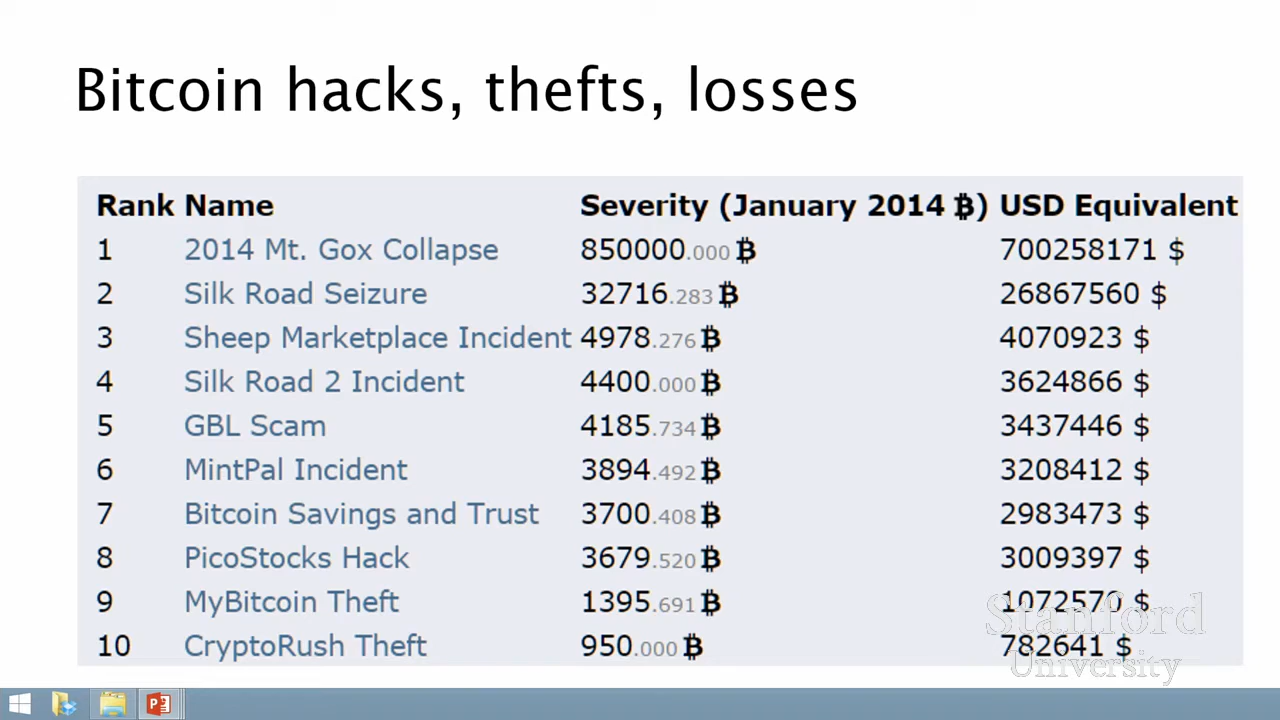 Bitcoin hacks, thefts, losses
Rank Name Severity (January 2014 ₿) USD Equivalent
1 2014 Mt. Gox Collapse 850000.000 ₿ 700258171 $
2 Silk Road Seizure 32716.283 ₿ 26867560 $
3 Sheep Marketplace Incident 4978.276 ₿ 4070923 $
4 Silk Road 2 Incident 4400.000 ₿ 3624866 $
5 GBL Scam 4185.734 ₿ 3437446 $
6 MintPal Incident 3894.492 ₿ 3208412 $
7 Bitcoin Savings and Trust 3700.408 ₿ 2983473 $
8 PicoStocks Hack 3679.520 ₿ 3009397 $
9 MyBitcoin Theft 1395.691 ₿ 1072570 $
10 CryptoRush Theft 950.000 ₿ 782641 $
Stanford
University